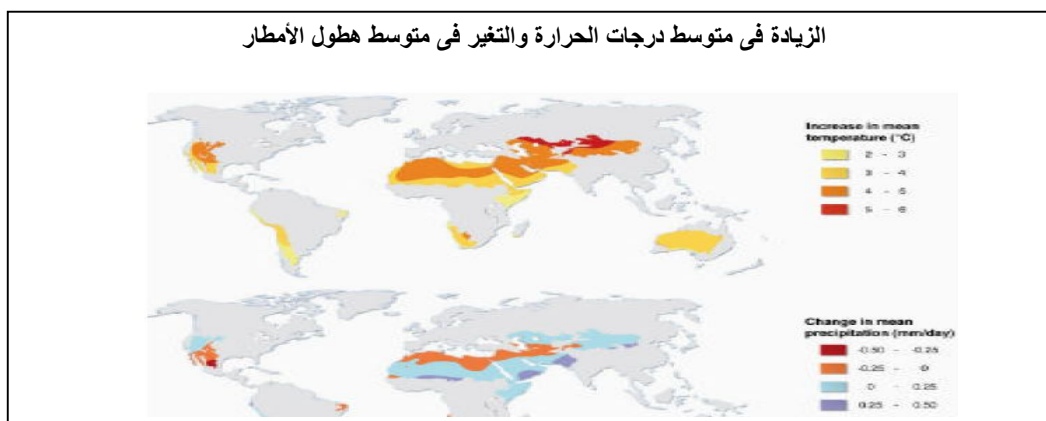 الزيادة فى متوسط درجات الحرارة والتغير فى متوسط هطول الأمطار
Increase in mean
temperature (°C)
2 - 3
3 - 4
4 - 5
5 - 6
Change in mean
precipitation (mm/day)
-0.50 - -0.25
-0.25 - 0
0 - 0.25
0.25 - 0.50